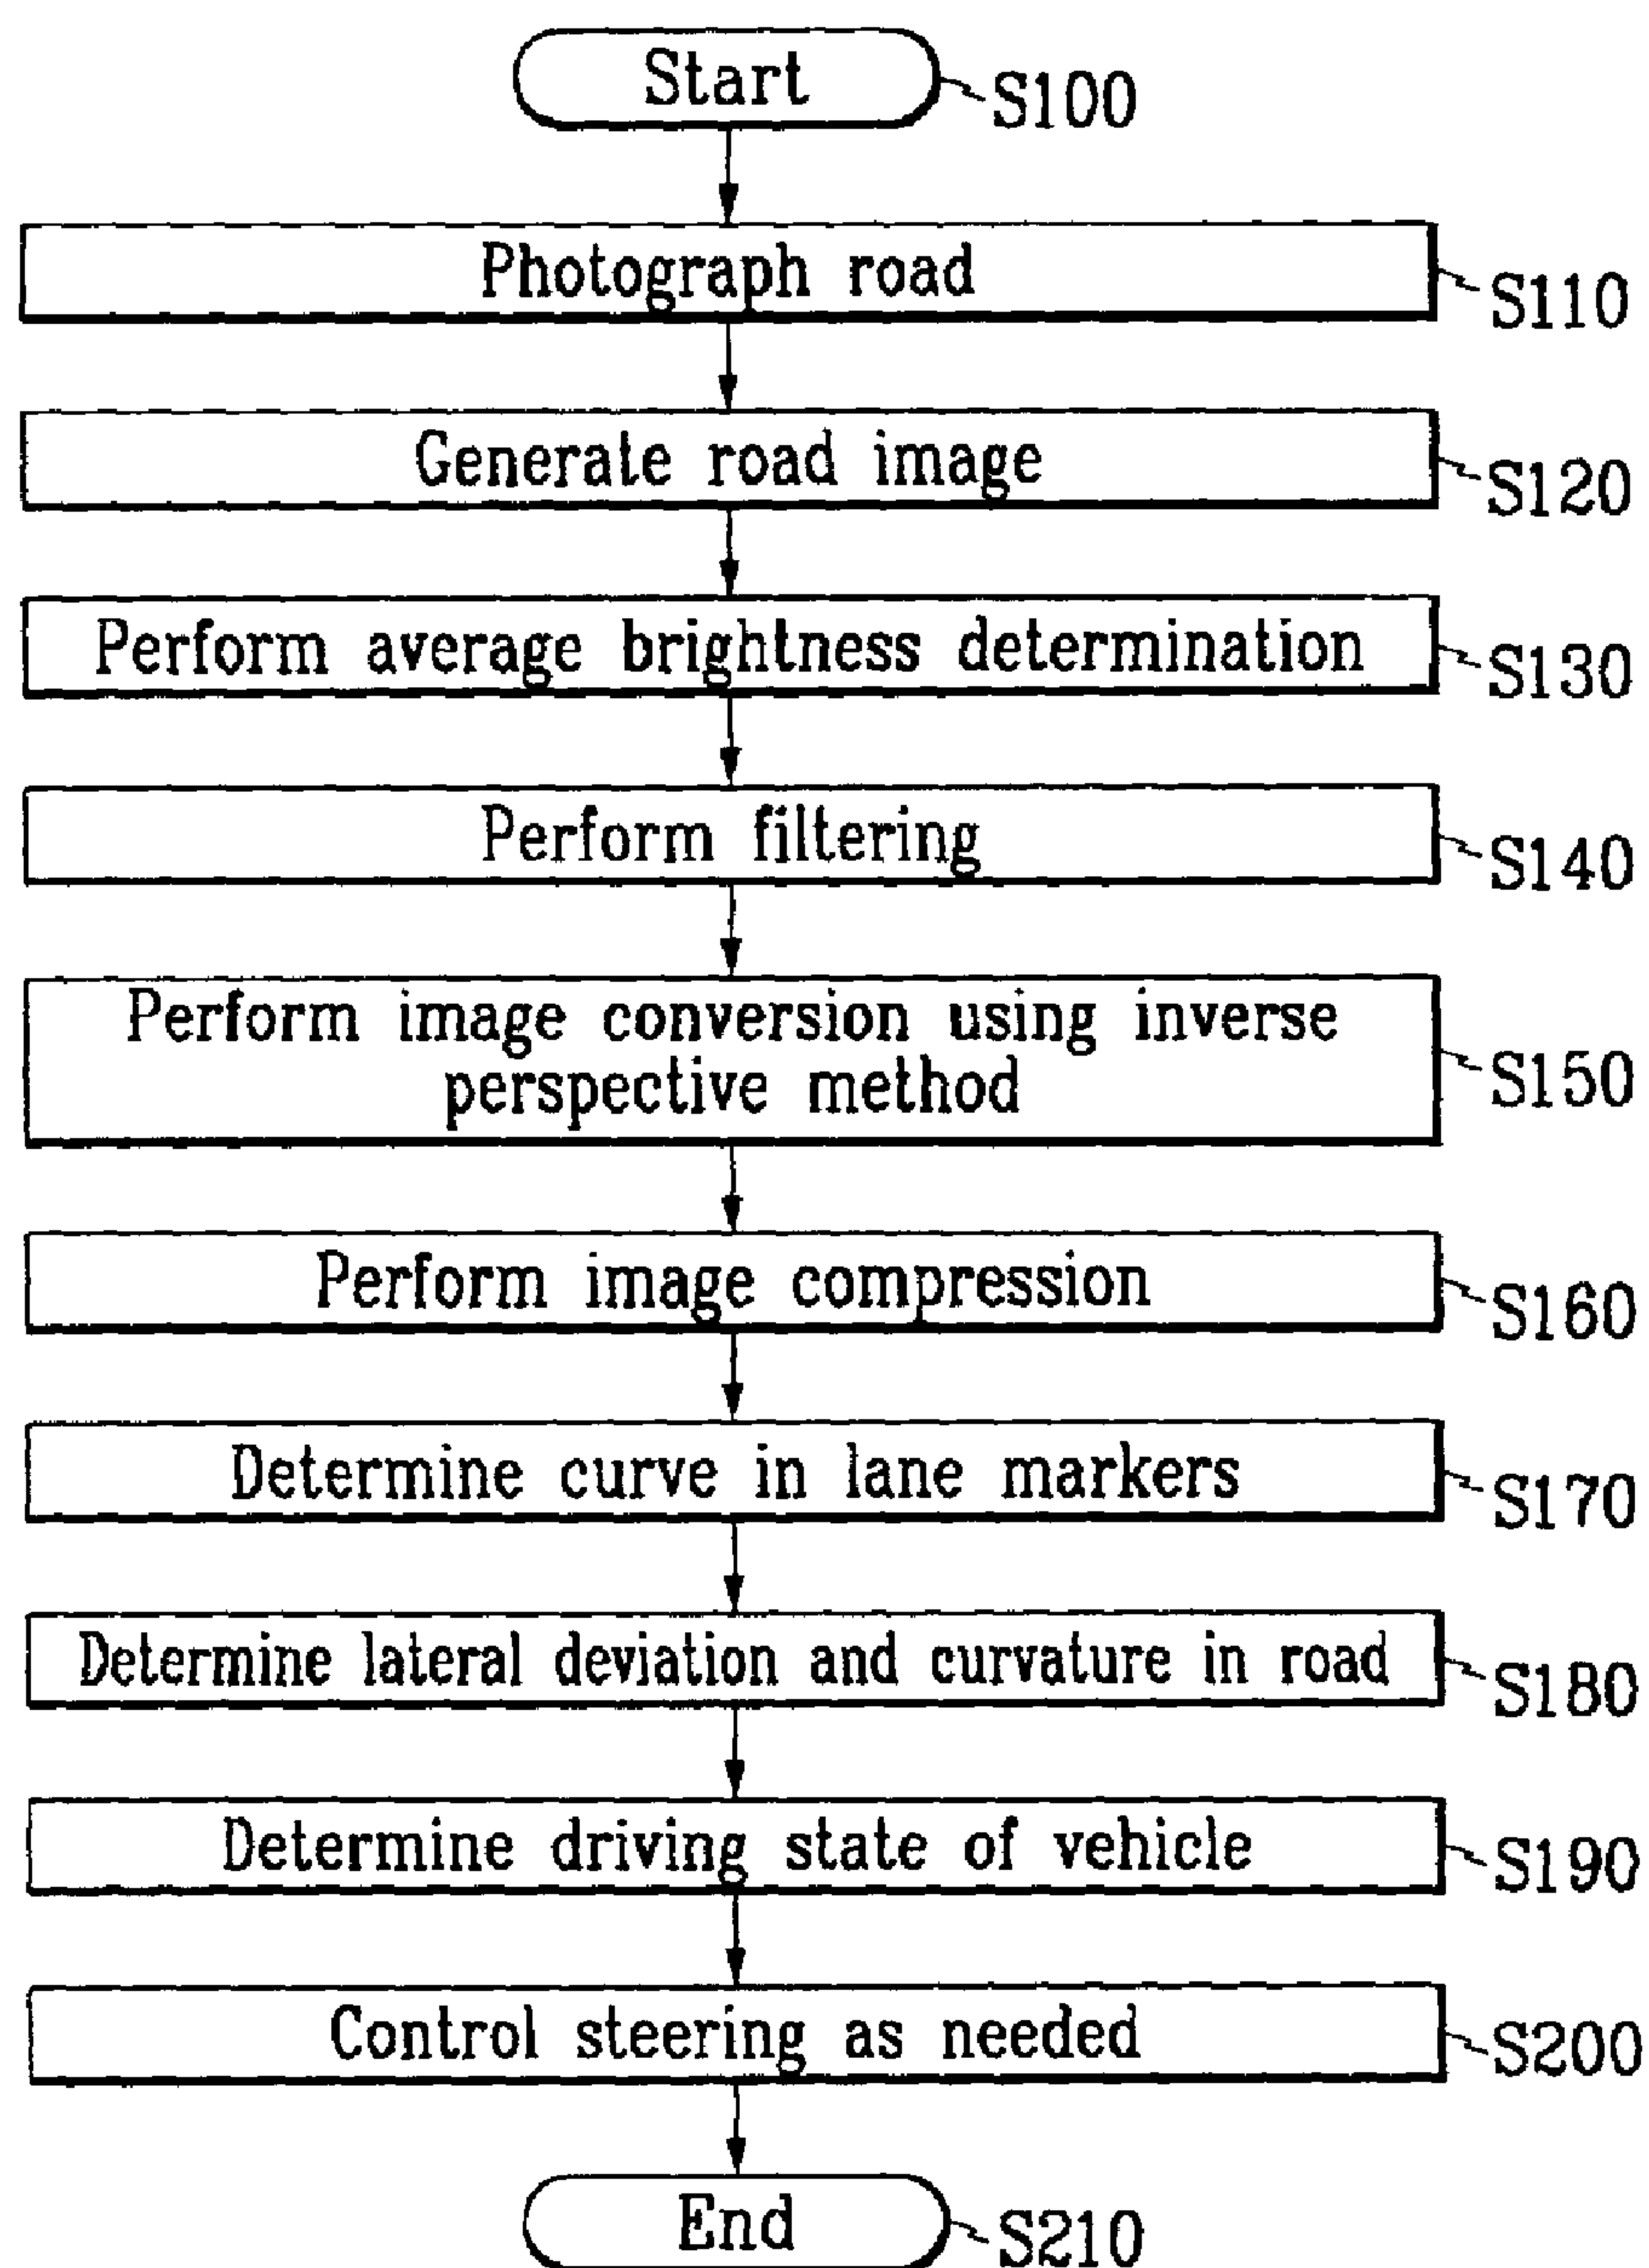 Start
S100
Photograph road
S110
Generate road image
S120
Perform average brightness determination
S130
Perform filtering
S140
Perform image conversion using inverse
perspective method
S150
Perform image compression
S160
Determine curve in lane markers
S170
Determine lateral deviation and curvature in road
S180
Determine driving state of vehicle
S190
Control steering as needed
S200
End
S210